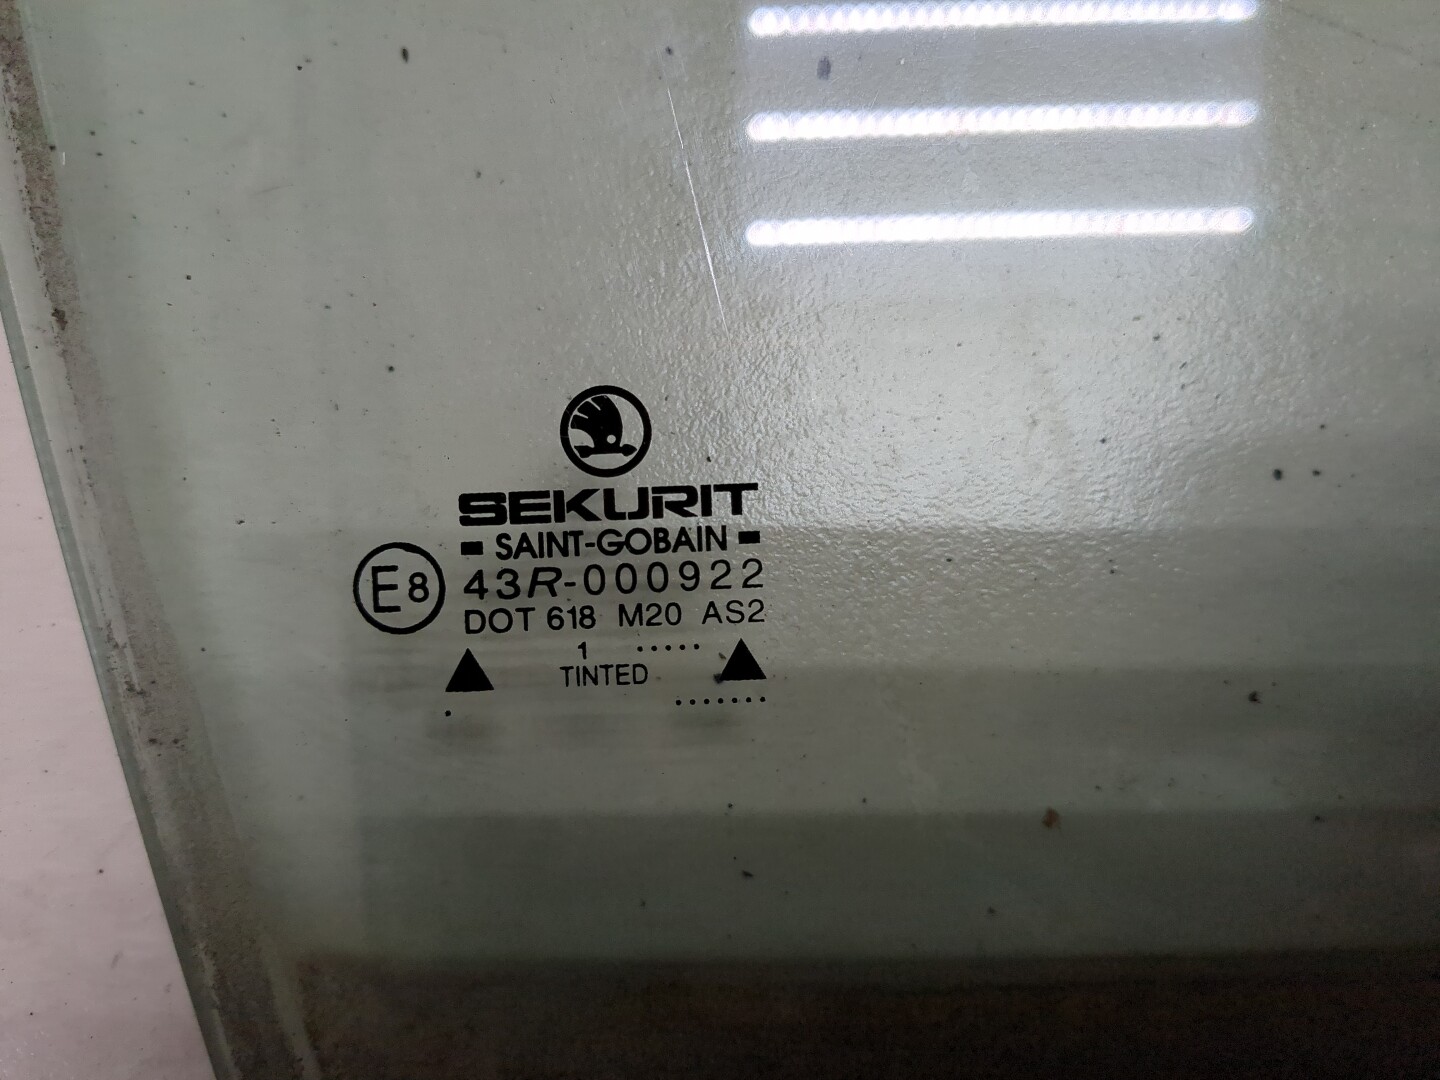 SEKURIT
SAINT-GOBAIN
E8 43R-000922
DOT 618 M20 AS2
1 .....
TINTED
. .......